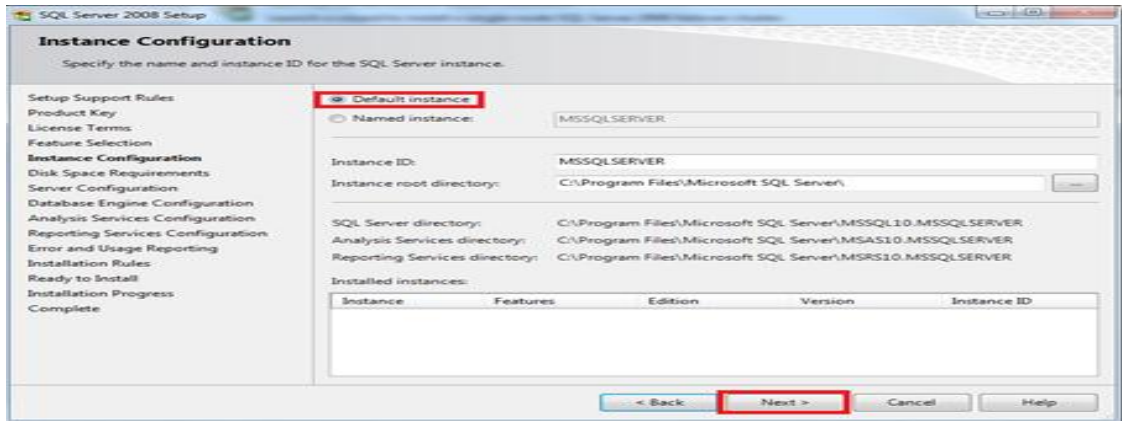 SQL Server 2008 Setup
Instance Configuration
Specify the name and instance ID for the SQL Server instance.
Setup Support Rules
Product Key
License Terms
Feature Selection
Instance Configuration
Disk Space Requirements
Server Configuration
Database Engine Configuration
Analysis Services Configuration
Reporting Services Configuration
Error and Usage Reporting
Installation Rules
Ready to Install
Installation Progress
Complete
Default instance
Named instance: MSSQLSERVER
Instance ID: MSSQLSERVER
Instance root directory: C:\Program Files\Microsoft SQL Server\ ...
SQL Server directory: C:\Program Files\Microsoft SQL Server\MSSQL10.MSSQLSERVER
Analysis Services directory: C:\Program Files\Microsoft SQL Server\MSAS10.MSSQLSERVER
Reporting Services directory: C:\Program Files\Microsoft SQL Server\MSRS10.MSSQLSERVER
Installed instances:
Instance Features Edition Version Instance ID
< Back Next > Cancel Help